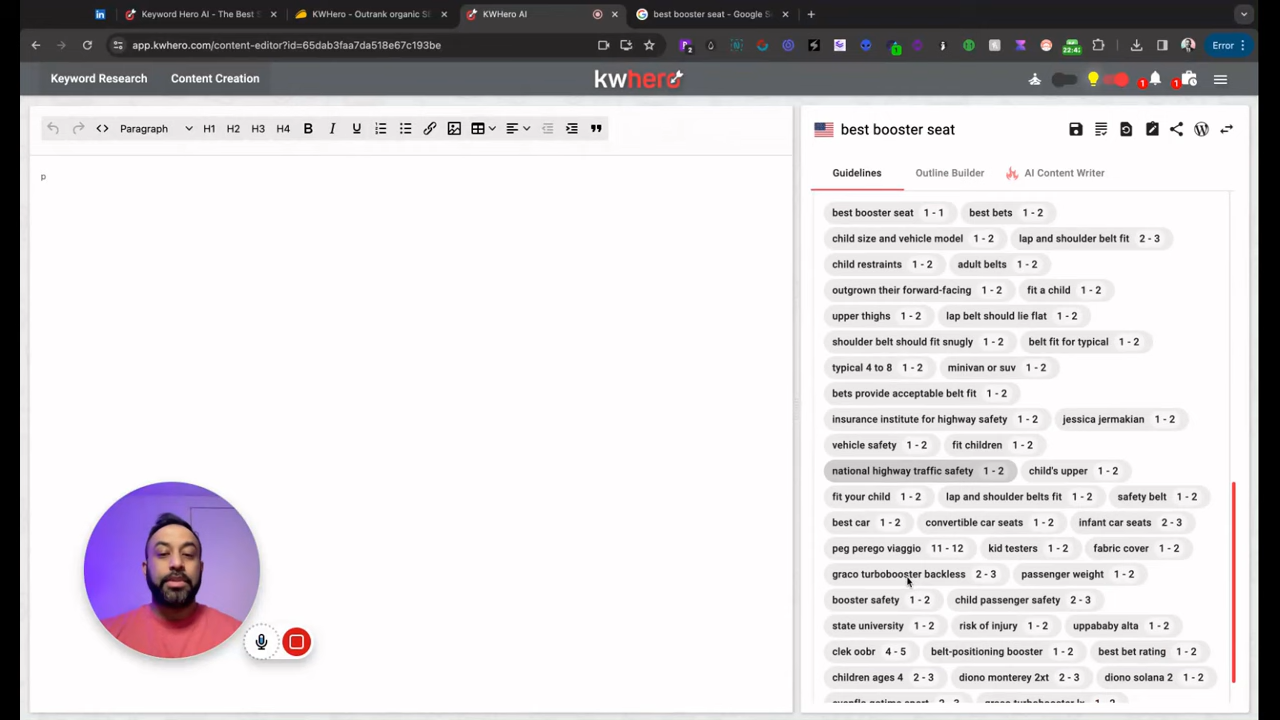 Keyword Hero AI - The Best S
KWHero - Outrank organic SE
KWHero AI
best booster seat - Google Se
app.kwhero.com/content-editor?id=65dab3faa7da518e67c193be
Error
Keyword Research
Content Creation
kwhero
1
1
Paragraph
H1
H2
H3
H4
B
I
U
best booster seat
p
Guidelines
Outline Builder
AI Content Writer
best booster seat 1 - 1 best bets 1 - 2
child size and vehicle model 1 - 2 lap and shoulder belt fit 2 - 3
child restraints 1 - 2 adult belts 1 - 2
outgrown their forward-facing 1 - 2 fit a child 1 - 2
upper thighs 1 - 2 lap belt should lie flat 1 - 2
shoulder belt should fit snugly 1 - 2 belt fit for typical 1 - 2
typical 4 to 8 1 - 2 minivan or suv 1 - 2
bets provide acceptable belt fit 1 - 2
insurance institute for highway safety 1 - 2 jessica jermakian 1 - 2
vehicle safety 1 - 2 fit children 1 - 2
national highway traffic safety 1 - 2 child's upper 1 - 2
fit your child 1 - 2 lap and shoulder belts fit 1 - 2 safety belt 1 - 2
best car 1 - 2 convertible car seats 1 - 2 infant car seats 2 - 3
peg perego viaggio 11 - 12 kid testers 1 - 2 fabric cover 1 - 2
graco turbobooster backless 2 - 3 passenger weight 1 - 2
booster safety 1 - 2 child passenger safety 2 - 3
state university 1 - 2 risk of injury 1 - 2 uppababy alta 1 - 2
clek oobr 4 - 5 belt-positioning booster 1 - 2 best bet rating 1 - 2
children ages 4 2 - 3 diono monterey 2xt 2 - 3 diono solana 2 1 - 2